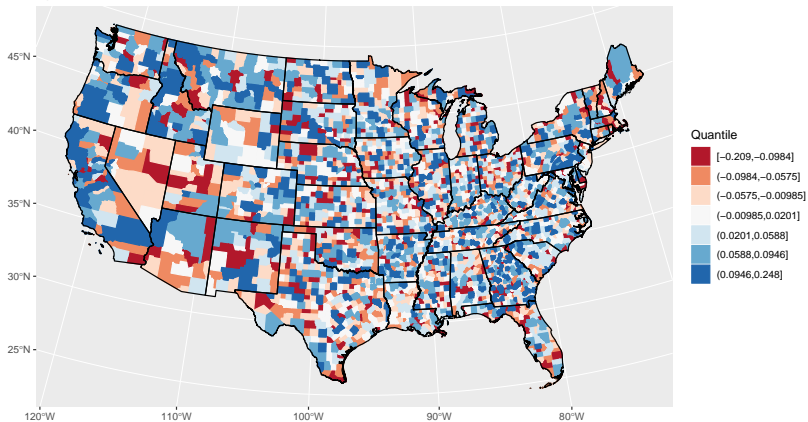 45°N
40°N
35°N
30°N
25°N
120°W
110°W
100°W
90°W
80°W
Quantile
[−0.209,−0.0984]
(−0.0984,−0.0575]
(−0.0575,−0.00985]
(−0.00985,0.0201]
(0.0201,0.0588]
(0.0588,0.0946]
(0.0946,0.248]